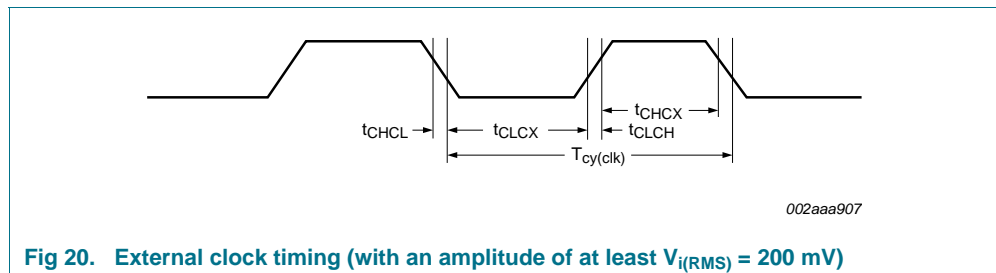 tCHCX
tCHCL tCLCX tCLCH
Tcy(clk)
002aaa907
Fig 20. External clock timing (with an amplitude of at least Vi(RMS) = 200 mV)